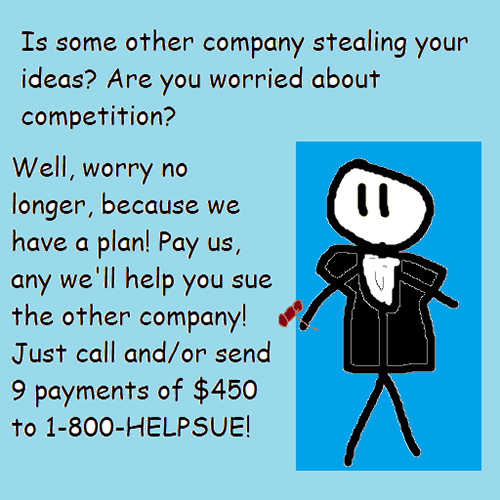 Is some other company stealing your
ideas? Are you worried about
competition?
Well, worry no
longer, because we
have a plan! Pay us,
any we'll help you sue
the other company!
Just call and/or send
9 payments of $450
to 1-800-HELPSUE!